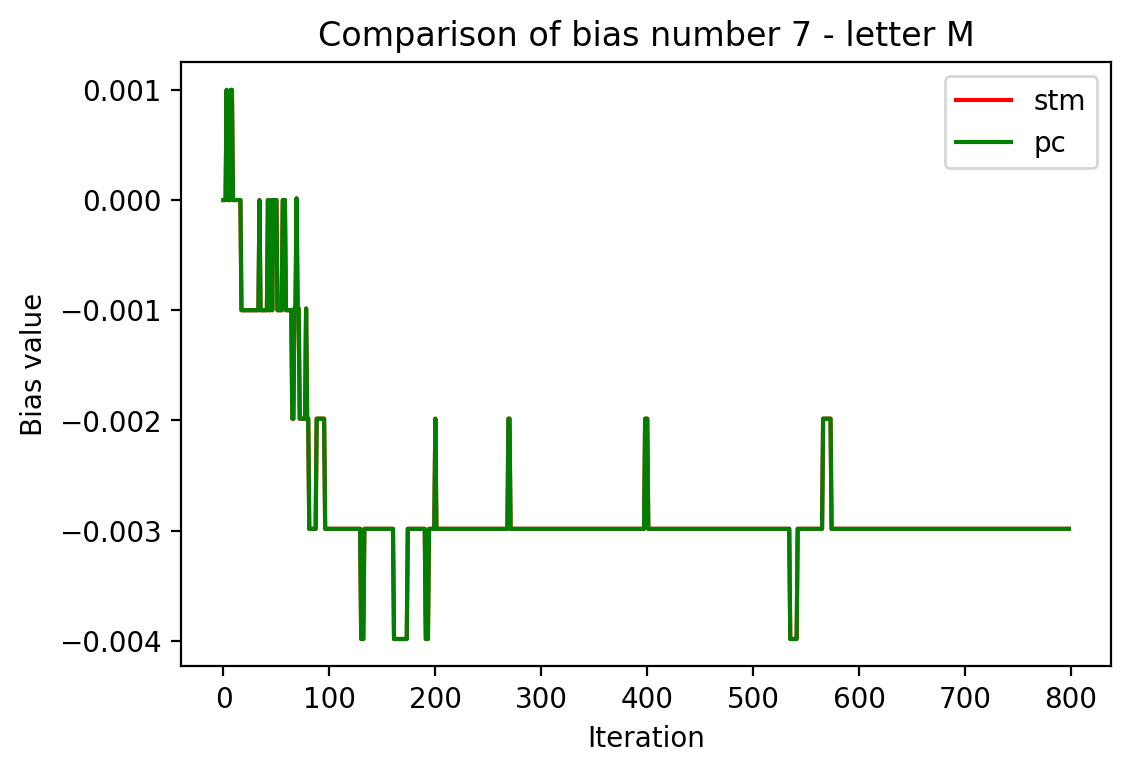 Comparison of bias number 7 - letter M
stm
pc
Bias value
0.001
0.000
−0.001
−0.002
−0.003
−0.004
0 100 200 300 400 500 600 700 800
Iteration